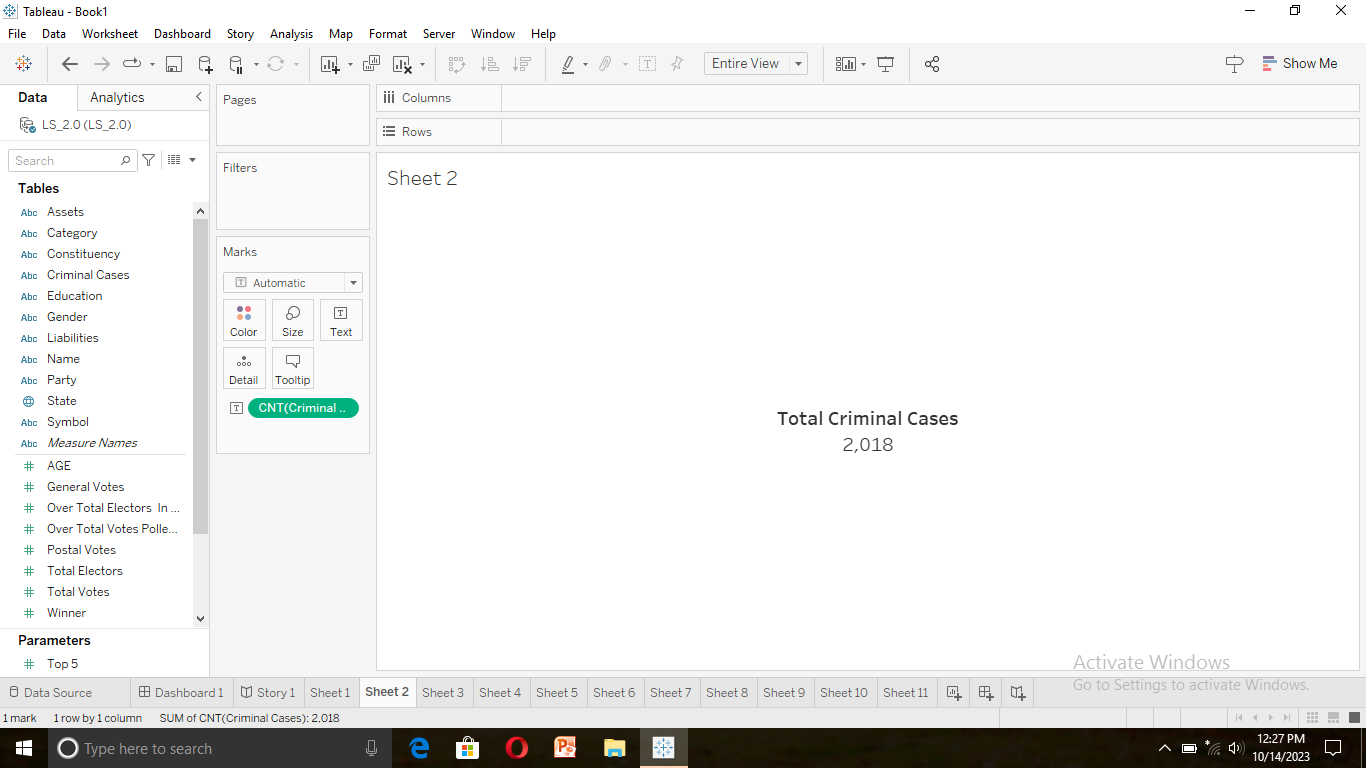 Tableau - Book1
File Data Worksheet Dashboard Story Analysis Map Format Server Window Help
Entire View
Show Me
Data Analytics
LS_2.0 (LS_2.0)
Search
Tables
Abc Assets
Abc Category
Abc Constituency
Abc Criminal Cases
Abc Education
Abc Gender
Abc Liabilities
Abc Name
Abc Party
State
Abc Symbol
Abc Measure Names
# AGE
# General Votes
# Over Total Electors In ...
# Over Total Votes Polle...
# Postal Votes
# Total Electors
# Total Votes
# Winner
Parameters
# Top 5
Pages
Filters
Marks
T Automatic
Color Size Text
Detail Tooltip
T CNT(Criminal ..
Columns
Rows
Sheet 2
Total Criminal Cases
2,018
Activate Windows
Go to Settings to activate Windows.
Data Source Dashboard 1 Story 1 Sheet 1 Sheet 2 Sheet 3 Sheet 4 Sheet 5 Sheet 6 Sheet 7 Sheet 8 Sheet 9 Sheet 10 Sheet 11
1 mark 1 row by 1 column SUM of CNT(Criminal Cases): 2,018
Type here to search
12:27 PM
10/14/2023